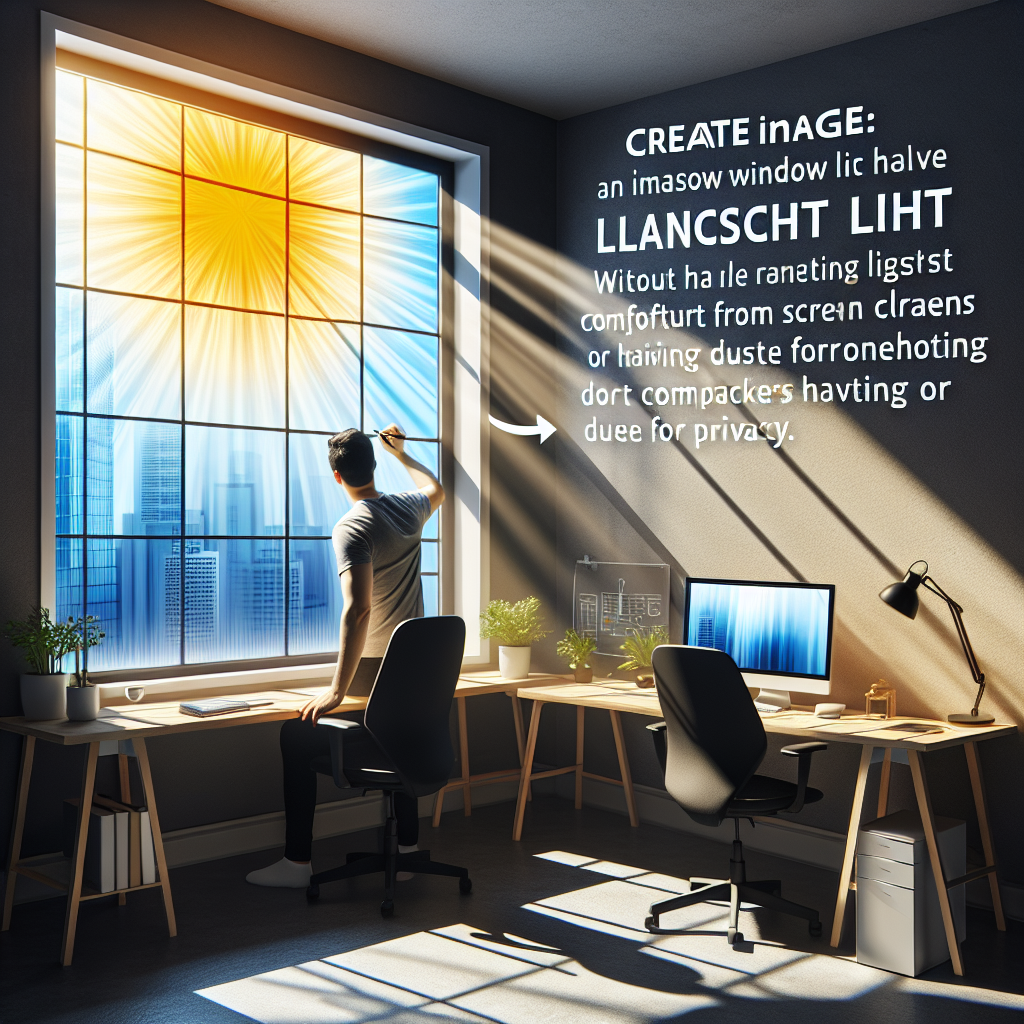 CREATE inAGE:
an imasow window lic halve
LLANCSCHT LIHT
Witout ha ile raneting ligstst
comfofturt from screin clraens
or haiving duste forronehoting
dort compackers havting or
duee for privacy.